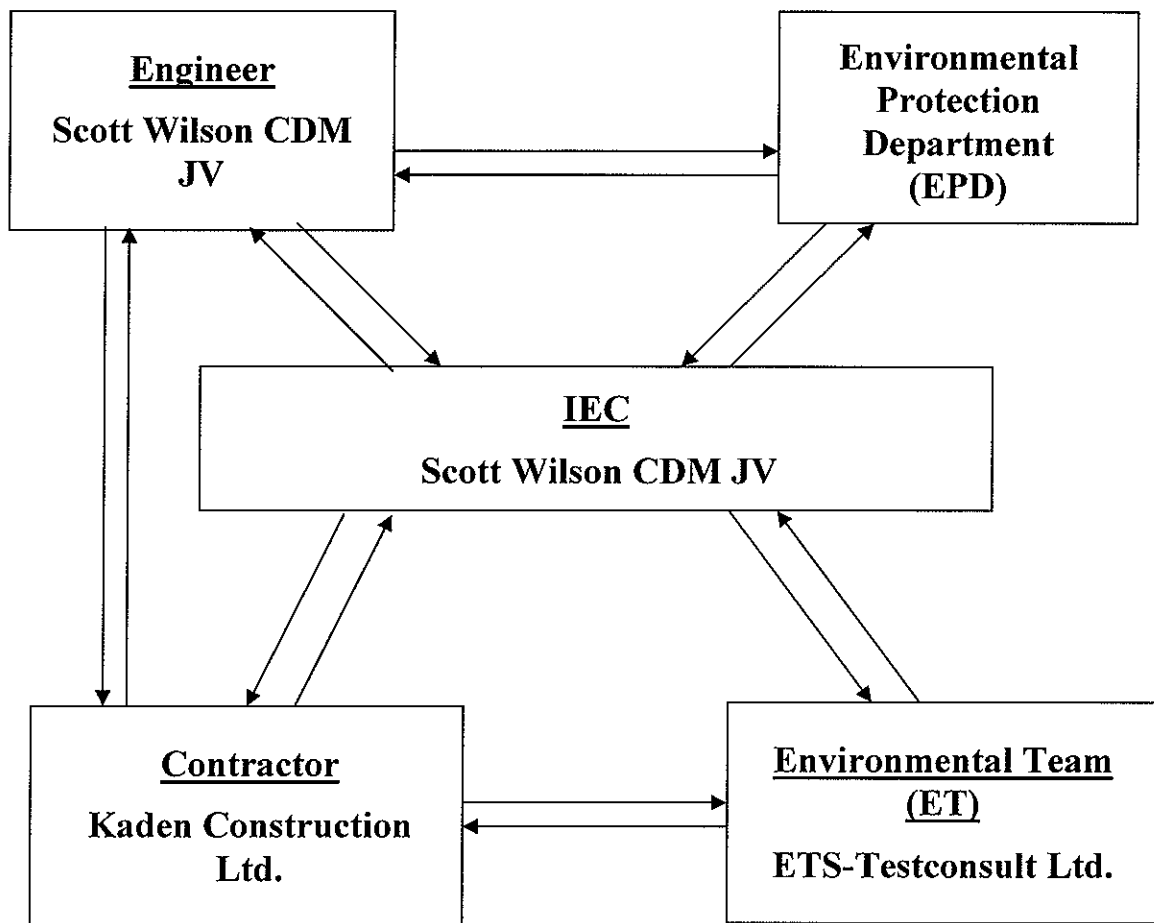 Engineer
Scott Wilson CDM
JV
Environmental
Protection
Department
(EPD)
IEC
Scott Wilson CDM JV
Contractor
Kaden Construction
Ltd.
Environmental Team
(ET)
ETS-Testconsult Ltd.